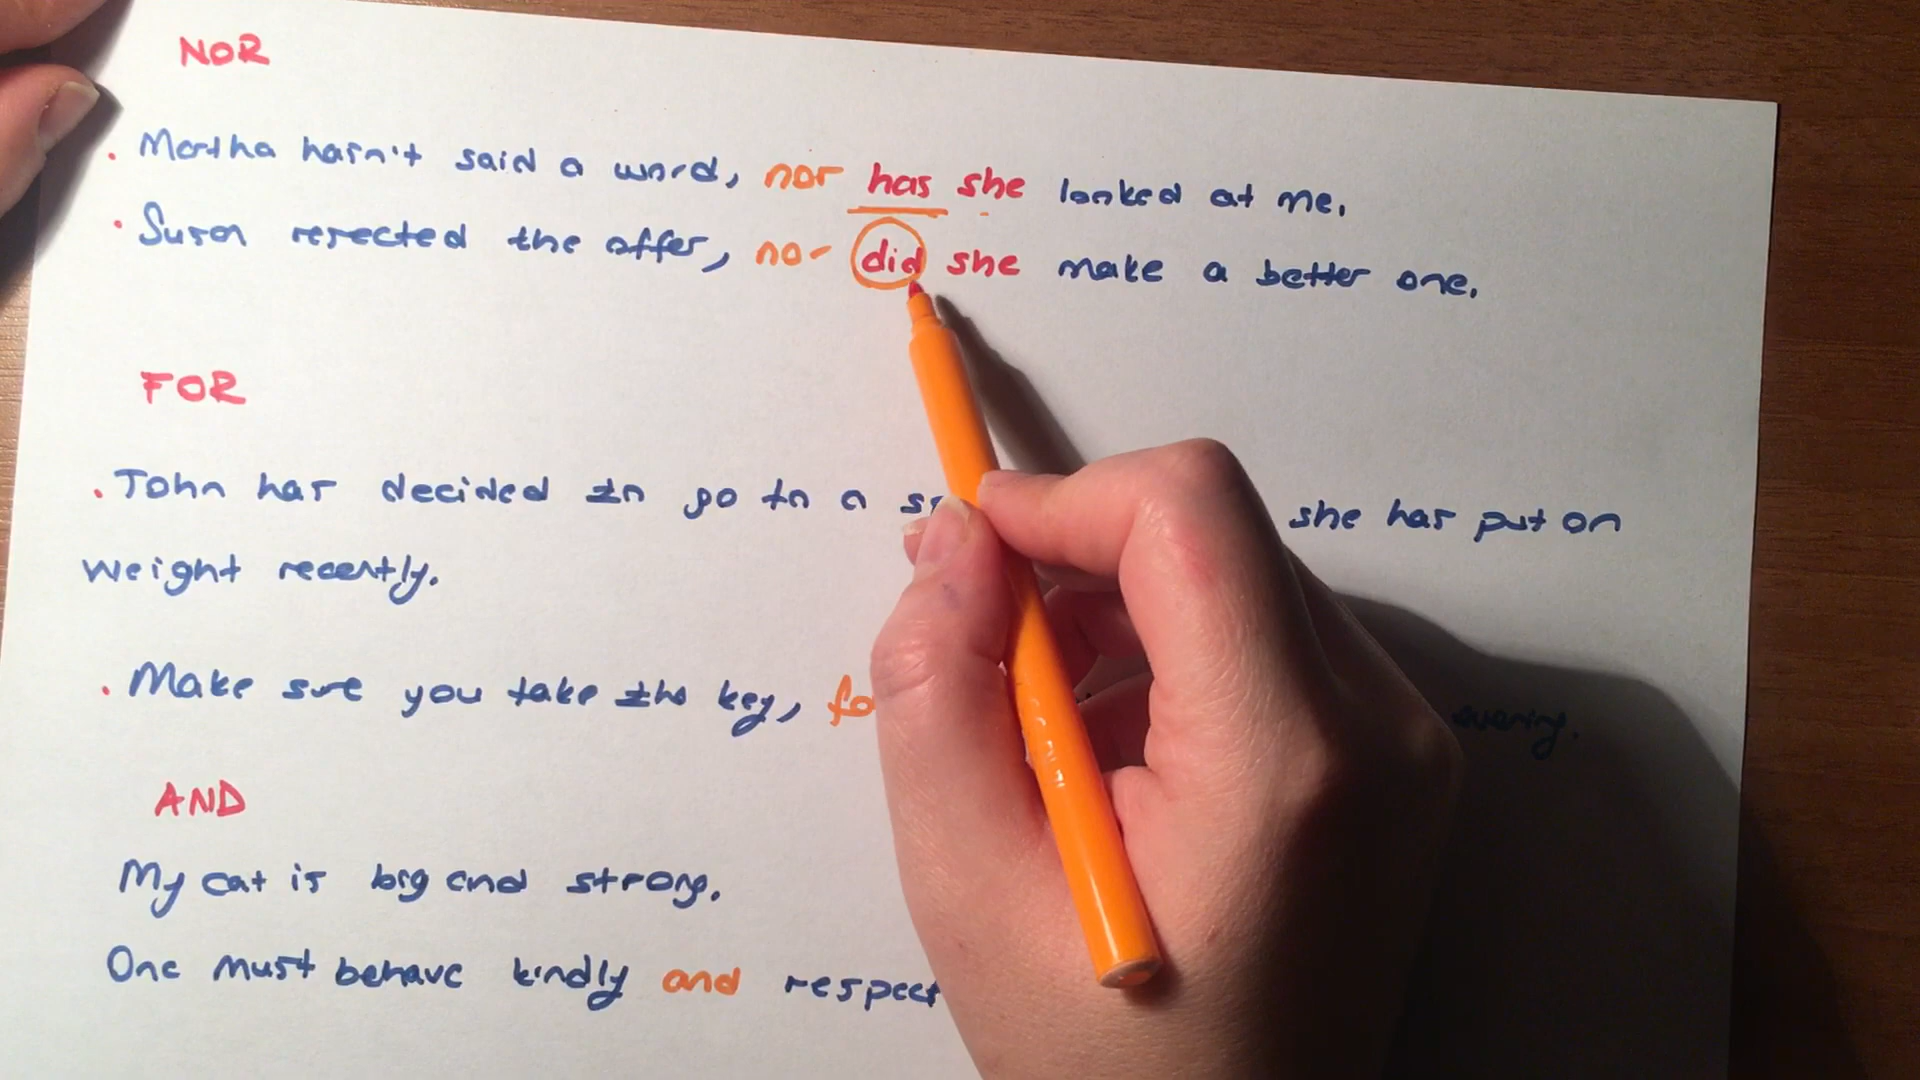 NOR
. Martha hasn't said a word, nor has she looked at me.
. Susan rejected the offer, nor did she make a better one.
FOR
. John has decided to go to a she has put on
weight recently.
. Make sure you take the key, evening.
AND
My cat is big and strong.
One must behave kindly and respect